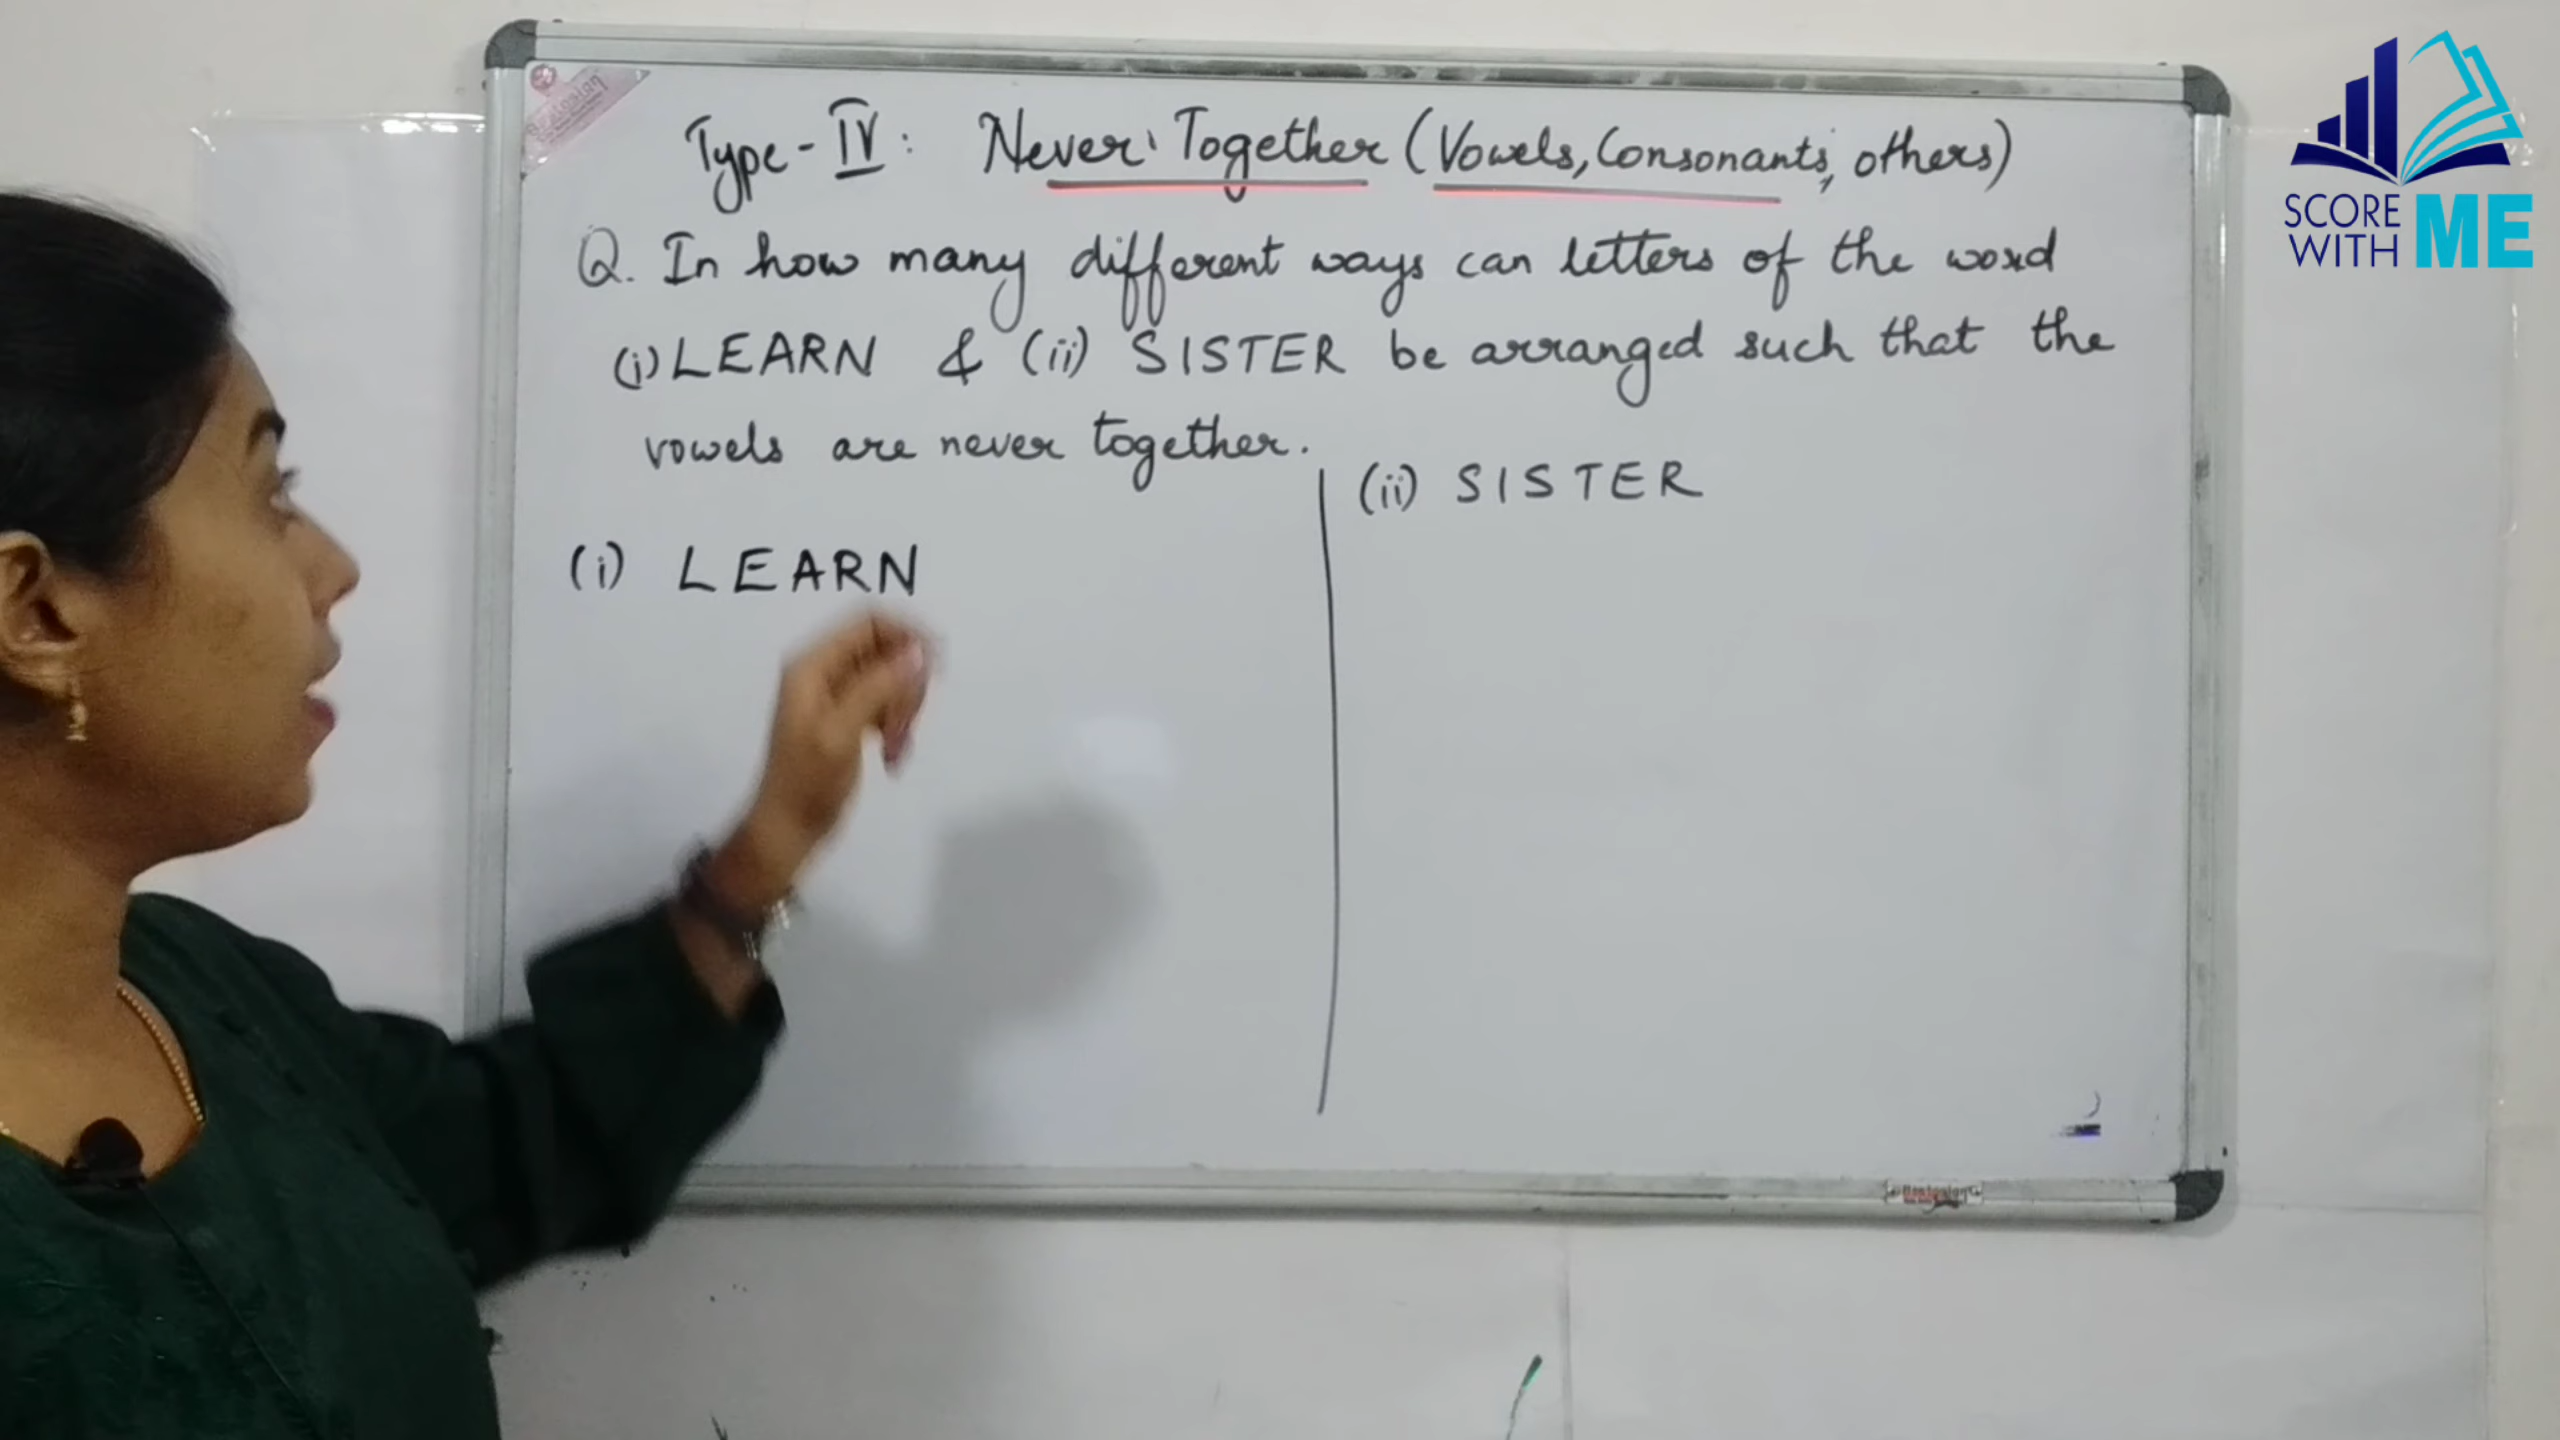 Type-IV: Never Together (Vowels, Consonants, others)
Q. In how many different ways can letters of the word
(i) LEARN & (ii) SISTER be arranged such that the
vowels are never together.
(i) LEARN
(ii) SISTER
SCORE
WITH ME